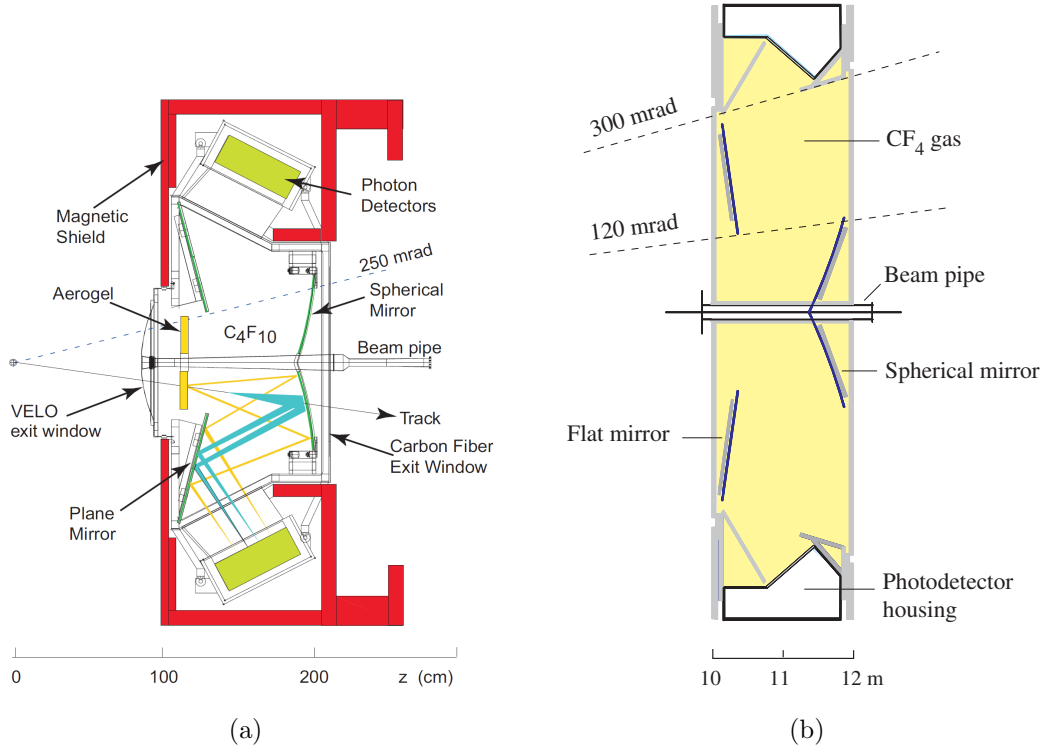 Magnetic
Shield
Aerogel
VELO
exit window
Plane
Mirror
Photon
Detectors
250 mrad
Spherical
Mirror
C4F10
Beam pipe
Track
Carbon Fiber
Exit Window
0
100
200
z (cm)
(a)
300 mrad
CF4 gas
120 mrad
Beam pipe
Spherical mirror
Flat mirror
Photodetector
housing
10
11
12 m
(b)